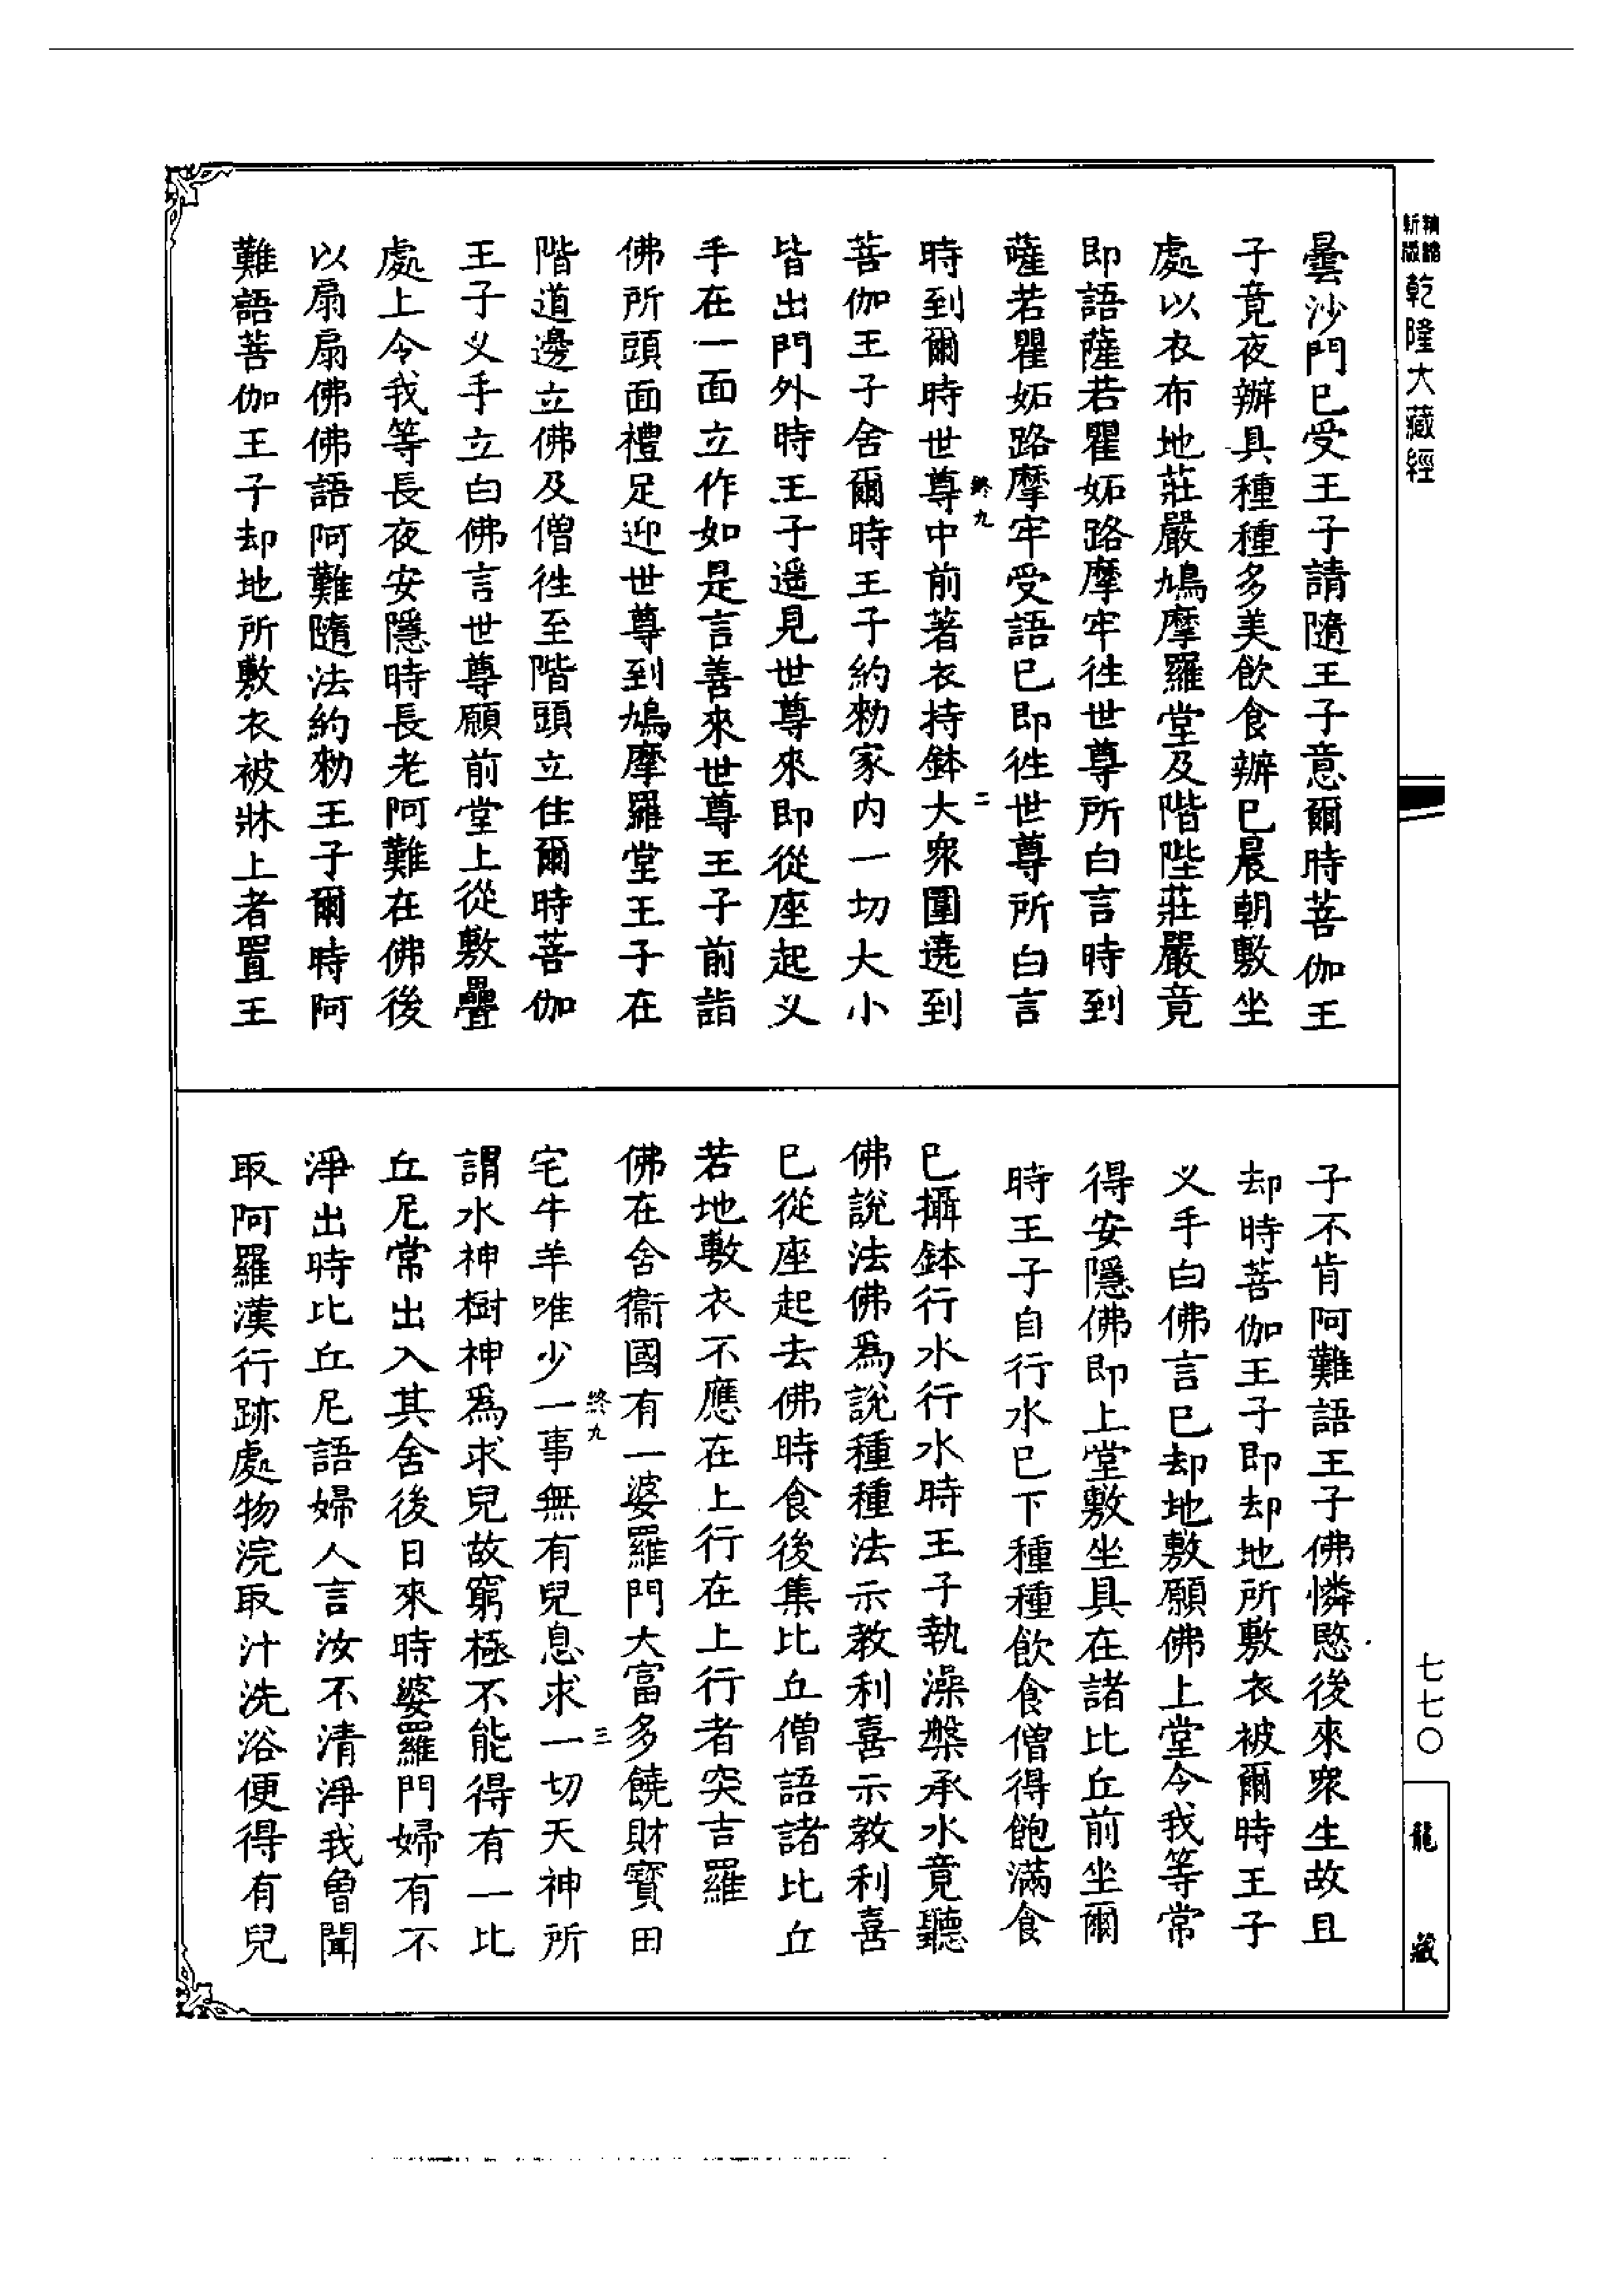 精縮
新版
乾隆大藏經
曇沙門已受王子請隨王子意爾時菩伽王
子竟夜辦具種種多美飲食辦已晨朝敷坐
處以衣布地莊嚴鳩摩羅堂及階陛莊嚴竟
即語薩若瞿妬路摩牢徃世尊所白言時到
薩若瞿妬路摩牢受語已即徃世尊所白言
終九
二
時到爾時世尊中前著衣持鉢大衆圍遶到
菩伽王子舍爾時王子約勑家内一切大小
皆出門外時王子遥見世尊來即從座起义
手在一面立作如是言善來世尊王子前詣
佛所頭面禮足迎世尊到鳩摩羅堂王子在
階道邊立佛及僧徃至階頭立住爾時菩伽
王子义手立白佛言世尊願前堂上從敷疊
處上令我等長夜安隱時長老阿難在佛後
以扇扇佛佛語阿難隨法約勑王子爾時阿
難語菩伽王子却地所敷衣被牀上者置王
子不肯阿難語王子佛憐愍後來衆生故且
却時菩伽王子即却地所敷衣被爾時王子
义手白佛言已却地敷願佛上堂令我等常
得安隱佛即上堂敷坐具在諸比丘前坐爾
時王子自行水已下種種飲食僧得飽滿食
已攝鉢行水行水時王子執澡槃承水竟聽
佛說法佛爲說種種法示教利喜示教利喜
已從座起去佛時食後集比丘僧語諸比丘
若地敷衣不應在上行在上行者突吉羅
佛在舍衞國有一婆羅門大富多饒財寳田
終九
三
宅牛羊唯少一事無有兒息求一切天神所
謂水神樹神爲求兒故窮極不能得有一比
丘尼常出入其舍後日來時婆羅門婦有不
淨出時比丘尼語婦人言汝不清淨我曾聞
取阿羅漢行跡處物浣取汁洗浴便得有兒
七七〇
龍藏